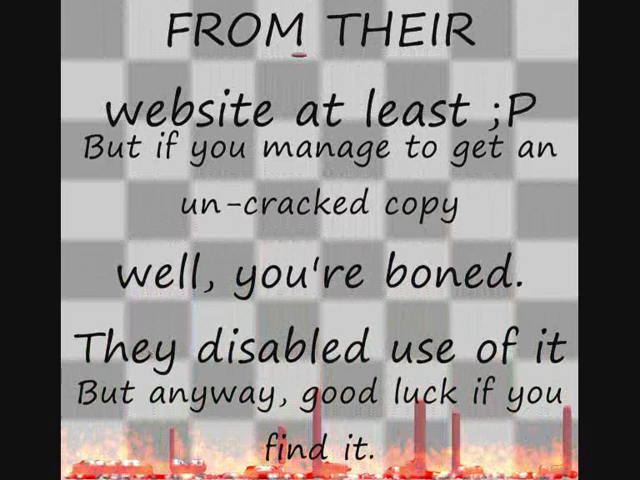 FROM THEIR
website at least ;P
But if you manage to get an
un-cracked copy
well, you're boned.
They disabled use of it
But anyway, good luck if you
find it.